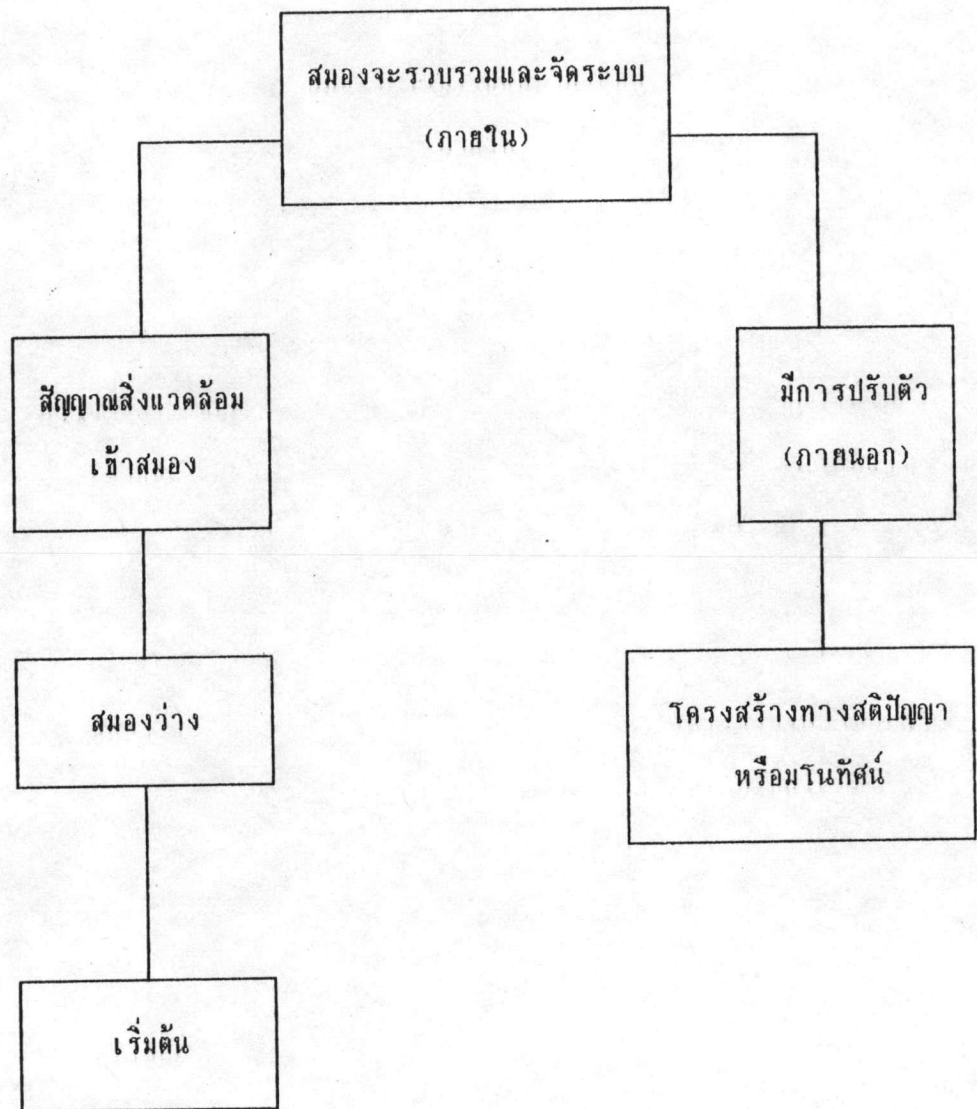 สมองจะรวบรวมและจัดระบบ
(ภายใน)
สัญญาณสิ่งแวดล้อม
เข้าสมอง
มีการปรับตัว
(ภายนอก)
สมองว่าง
โครงสร้างทางสติปัญญา
หรือมโนทัศน์
เริ่มต้น